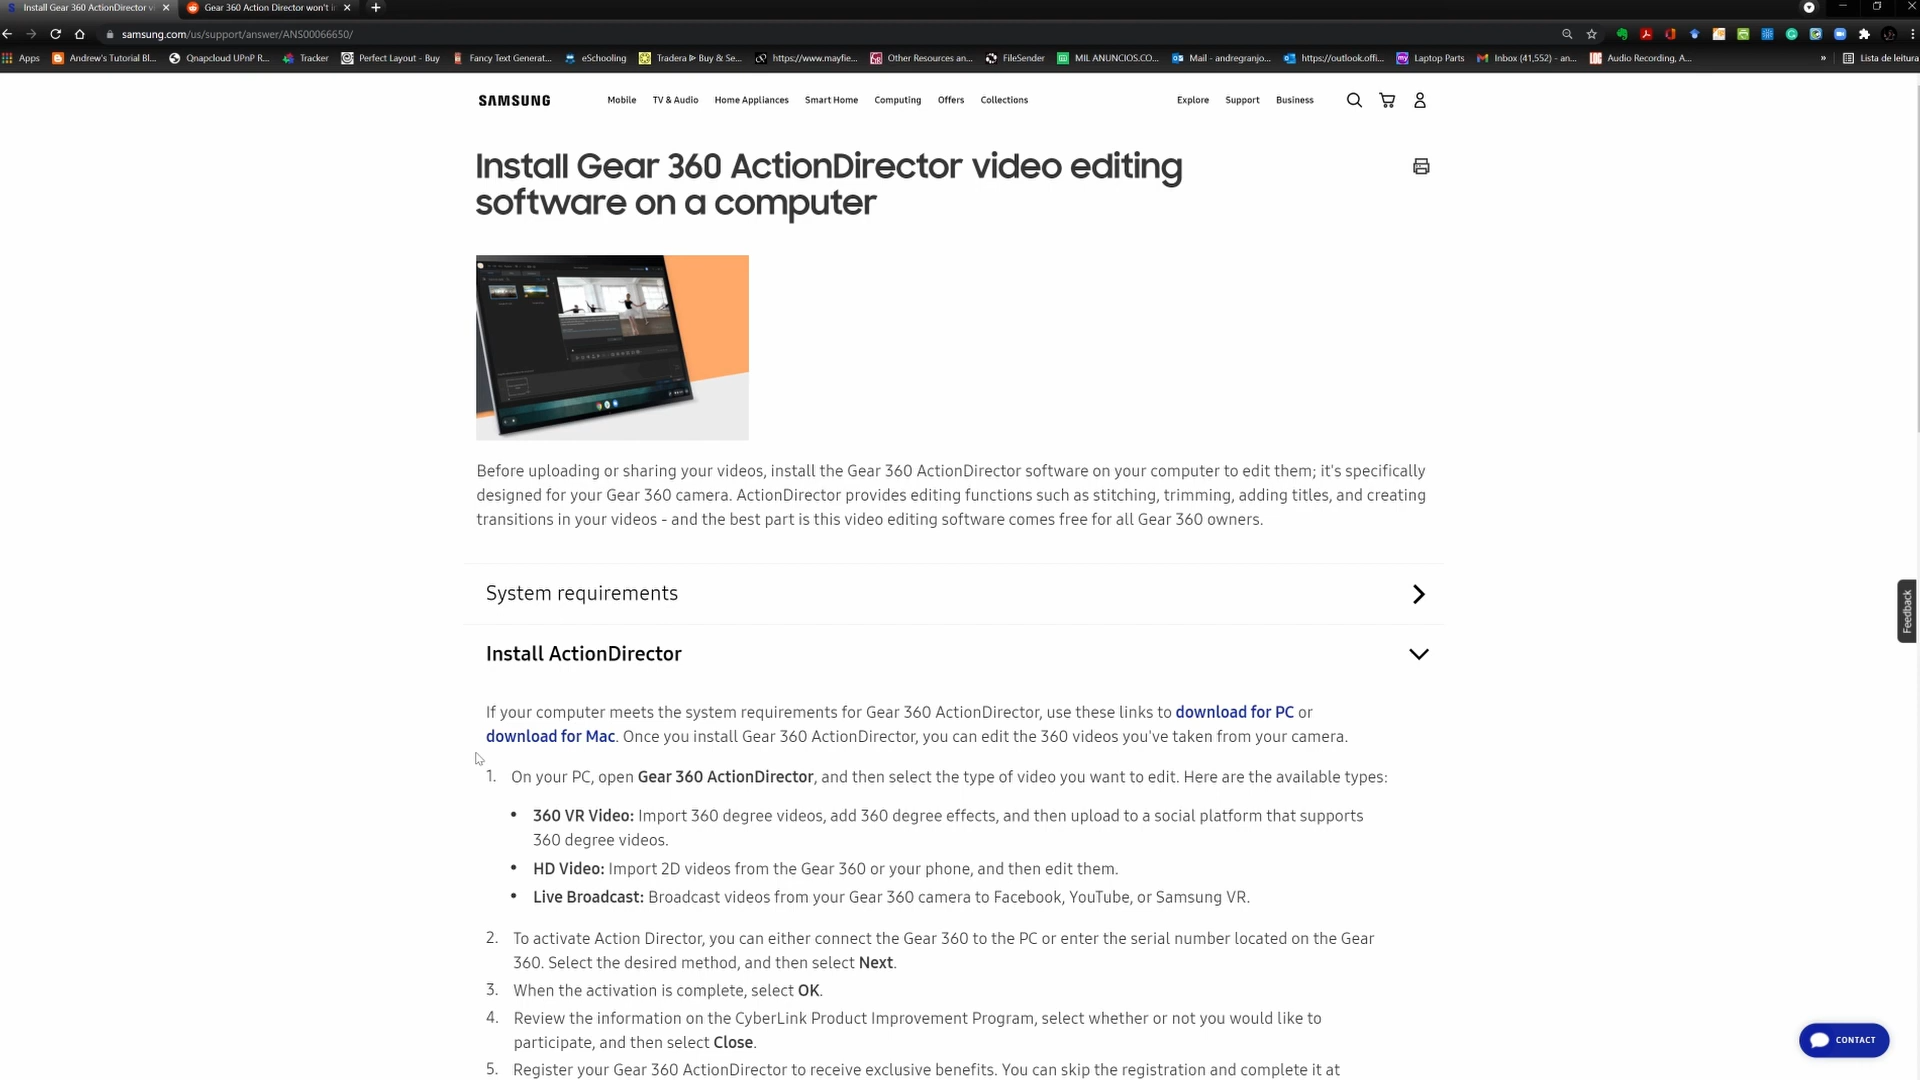 Install Gear 360 ActionDirector v
Gear 360 Action Director won't i
samsung.com/us/support/answer/ANS00066650/
Apps
Andrew's Tutorial Bl...
Qnapcloud UPnP R...
Tracker
Perfect Layout - Buy
Fancy Text Generat...
eSchooling
Tradera ⊳ Buy & Se...
https://www.mayfie...
Other Resources an...
FileSender
MIL ANUNCIOS.CO...
Mail - andregranjo...
https://outlook.offi...
Laptop Parts
Inbox (41,552) - an...
Audio Recording, A...
»
Lista de leitura
SAMSUNG
Mobile
TV & Audio
Home Appliances
Smart Home
Computing
Offers
Collections
Explore
Support
Business
Install Gear 360 ActionDirector video editing
software on a computer
Before uploading or sharing your videos, install the Gear 360 ActionDirector software on your computer to edit them; it's specifically
designed for your Gear 360 camera. ActionDirector provides editing functions such as stitching, trimming, adding titles, and creating
transitions in your videos - and the best part is this video editing software comes free for all Gear 360 owners.
System requirements
Feedback
Install ActionDirector
If your computer meets the system requirements for Gear 360 ActionDirector, use these links to download for PC or
download for Mac. Once you install Gear 360 ActionDirector, you can edit the 360 videos you've taken from your camera.
1. On your PC, open Gear 360 ActionDirector, and then select the type of video you want to edit. Here are the available types:
• 360 VR Video: Import 360 degree videos, add 360 degree effects, and then upload to a social platform that supports
360 degree videos.
• HD Video: Import 2D videos from the Gear 360 or your phone, and then edit them.
• Live Broadcast: Broadcast videos from your Gear 360 camera to Facebook, YouTube, or Samsung VR.
2. To activate Action Director, you can either connect the Gear 360 to the PC or enter the serial number located on the Gear
360. Select the desired method, and then select Next.
3. When the activation is complete, select OK.
4. Review the information on the CyberLink Product Improvement Program, select whether or not you would like to
participate, and then select Close.
CONTACT
5. Register your Gear 360 ActionDirector to receive exclusive benefits. You can skip the registration and complete it at